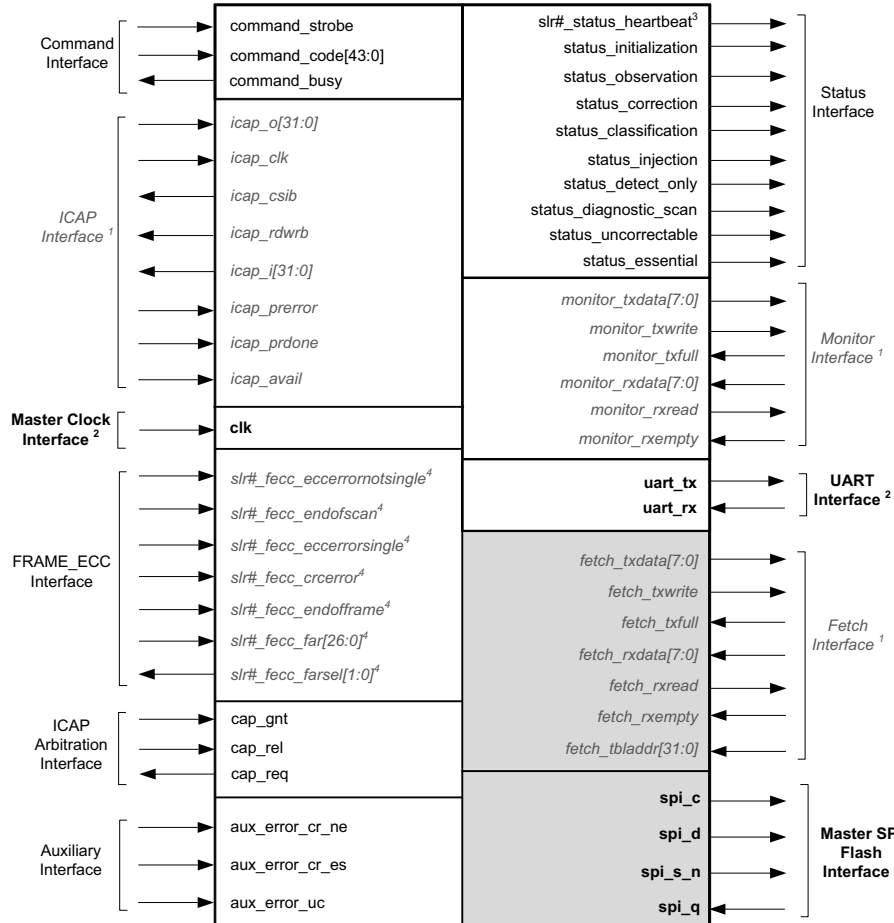 Command
Interface
command_strobe
command_code[43:0]
command_busy
ICAP
Interface 1
icap_o[31:0]
icap_clk
icap_csib
icap_rdwrb
icap_i[31:0]
icap_prerror
icap_prdone
icap_avail
Master Clock
Interface 2
clk
FRAME_ECC
Interface
slr#_fecc_eccerrornotsingle4
slr#_fecc_endofscan4
slr#_fecc_eccerrorsingle4
slr#_fecc_crcerror4
slr#_fecc_endofframe4
slr#_fecc_far[26:0]4
slr#_fecc_farsel[1:0]4
ICAP
Arbitration
Interface
cap_gnt
cap_rel
cap_req
Auxiliary
Interface
aux_error_cr_ne
aux_error_cr_es
aux_error_uc
slr#_status_heartbeat3
status_initialization
status_observation
status_correction
status_classification
status_injection
status_detect_only
status_diagnostic_scan
status_uncorrectable
status_essential
Status
Interface
monitor_txdata[7:0]
monitor_txwrite
monitor_txfull
monitor_rxdata[7:0]
monitor_rxread
monitor_rxempty
Monitor
Interface 1
uart_tx
uart_rx
UART
Interface 2
fetch_txdata[7:0]
fetch_txwrite
fetch_txfull
fetch_rxdata[7:0]
fetch_rxread
fetch_rxempty
fetch_tbladdr[31:0]
Fetch
Interface 1
spi_c
spi_d
spi_s_n
spi_q
Master SP
Flash
Interface